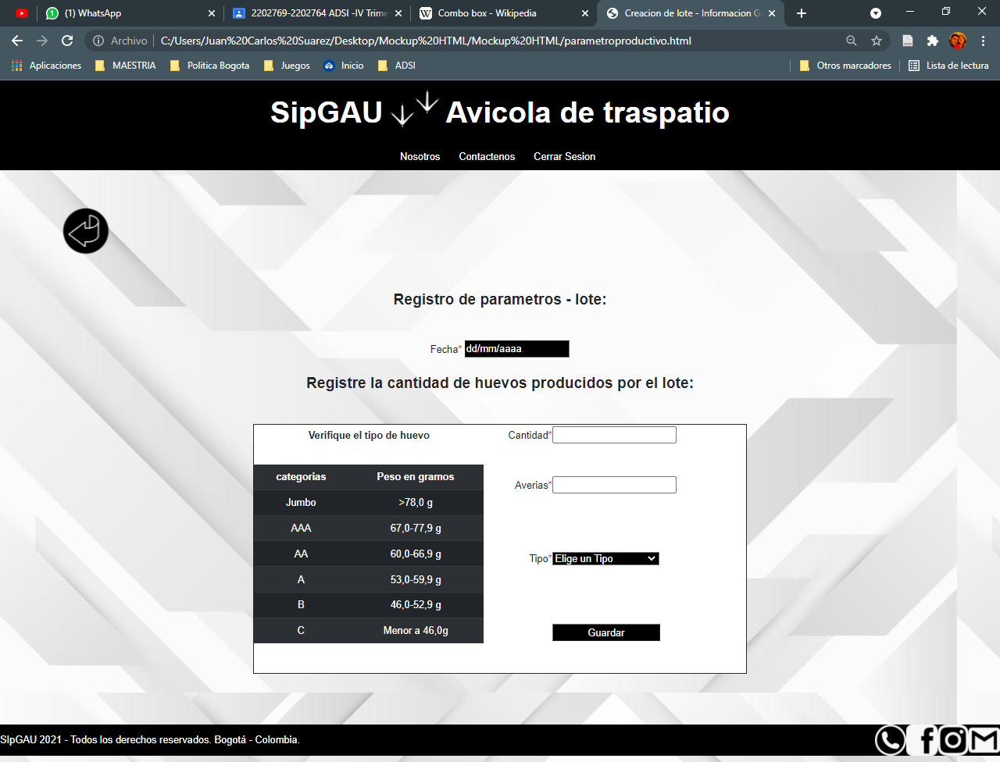 (1) WhatsApp
2202769-2202764 ADSI -IV Trime
Combo box - Wikipedia
Creacion de lote - Informacion G
Archivo
C:/Users/Juan%20Carlos%20Suarez/Desktop/Mockup%20HTML/Mockup%20HTML/parametroproductivo.html
Aplicaciones
MAESTRIA
Politica Bogota
Juegos
Inicio
ADSI
Otros marcadores
Lista de lectura
SipGAU Avicola de traspatio
Nosotros Contactenos Cerrar Sesion
Registro de parametros - lote:
Fecha* dd/mm/aaaa
Registre la cantidad de huevos producidos por el lote:
Verifique el tipo de huevo
categorias Peso en gramos
Jumbo >78,0 g
AAA 67,0-77,9 g
AA 60,0-66,9 g
A 53,0-59,9 g
B 46,0-52,9 g
C Menor a 46,0g
Cantidad*
Averias*
Tipo* Elige un Tipo
Guardar
SIpGAU 2021 - Todos los derechos reservados. Bogotá - Colombia.